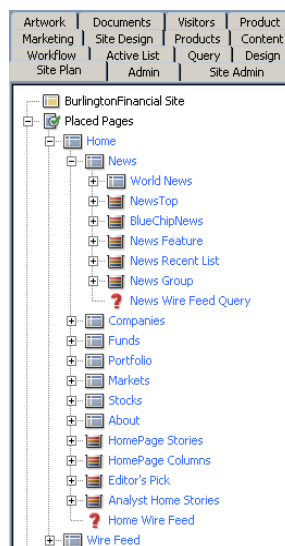 Artwork Documents Visitors Product
Marketing Site Design Products Content
Workflow Active List Query Design
Site Plan Admin Site Admin
BurlingtonFinancial Site
Placed Pages
Home
News
World News
NewsTop
BlueChipNews
News Feature
News Recent List
News Group
? News Wire Feed Query
Companies
Funds
Portfolio
Markets
Stocks
About
HomePage Stories
HomePage Columns
Editor's Pick
Analyst Home Stories
? Home Wire Feed
Wire Feed